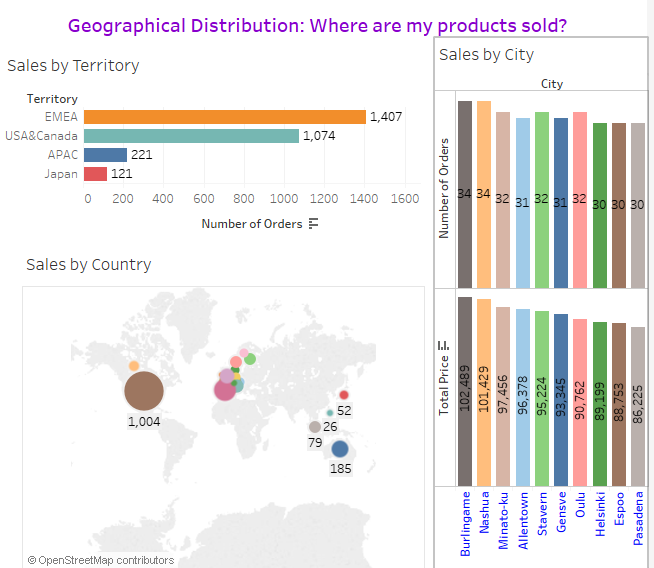 Geographical Distribution: Where are my products sold?
Sales by Territory
Territory
EMEA 1,407
USA&Canada 1,074
APAC 221
Japan 121
0 200 400 600 800 1000 1200 1400 1600
Number of Orders
Sales by Country
1,004
52
26
79
185
© OpenStreetMap contributors
Sales by City
City
Number of Orders
34 34 32 31 32 31 32 30 30 30
Total Price
102,489 101,429 97,456 96,378 95,224 93,345 90,762 89,199 88,753 86,225
Burlingame Nashua Minato-ku Allentown Stavern Gensve Oulu Helsinki Espoo Pasadena